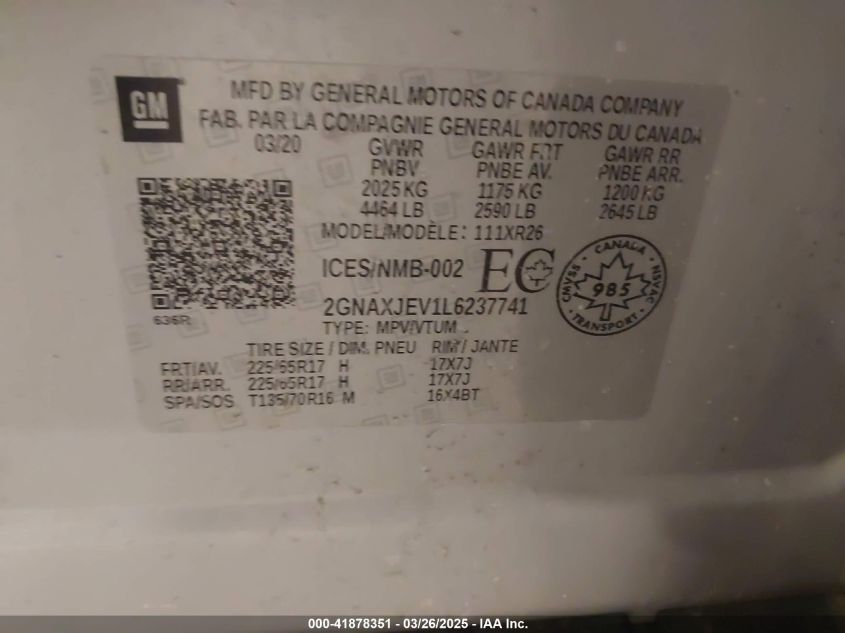 GM
MFD BY GENERAL MOTORS OF CANADA COMPANY
FAB. PAR LA COMPAGNIE GENERAL MOTORS DU CANADA
03/20 GVWR GAWR FRT GAWR RR
PNBV PNBE AV. PNBE ARR.
2025 KG 1175 KG 1200 KG
4464 LB 2590 LB 2645 LB
MODEL/MODÈLE: 111XR26
ICES/NMB-002 EC
CANADA
CMVSS 985 NSVAC
TRANSPORT
2GNAXJEV1L6237741
636R
TYPE: MPV/VTUM
TIRE SIZE / DIM. PNEU RIM / JANTE
FRT/AV. 225/65R17 H 17X7J
RR/ARR. 225/65R17 H 17X7J
SPA/SOS T135/70R16 M 16X4BT
000-41878351 - 03/26/2025 - IAA Inc.